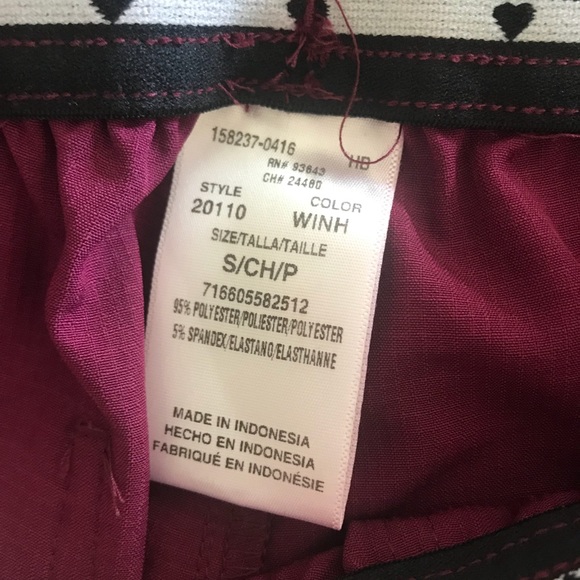 158237-0416
HB
RN# 93643
CH# 24480
STYLE COLOR
20110 WINH
SIZE/TALLA/TAILLE
S/CH/P
716605582512
95% POLYESTER/POLIESTER/POLYESTER
5% SPANDEX/ELASTANO/ELASTHANNE
MADE IN INDONESIA
HECHO EN INDONESIA
FABRIQUÉ EN INDONÉSIE